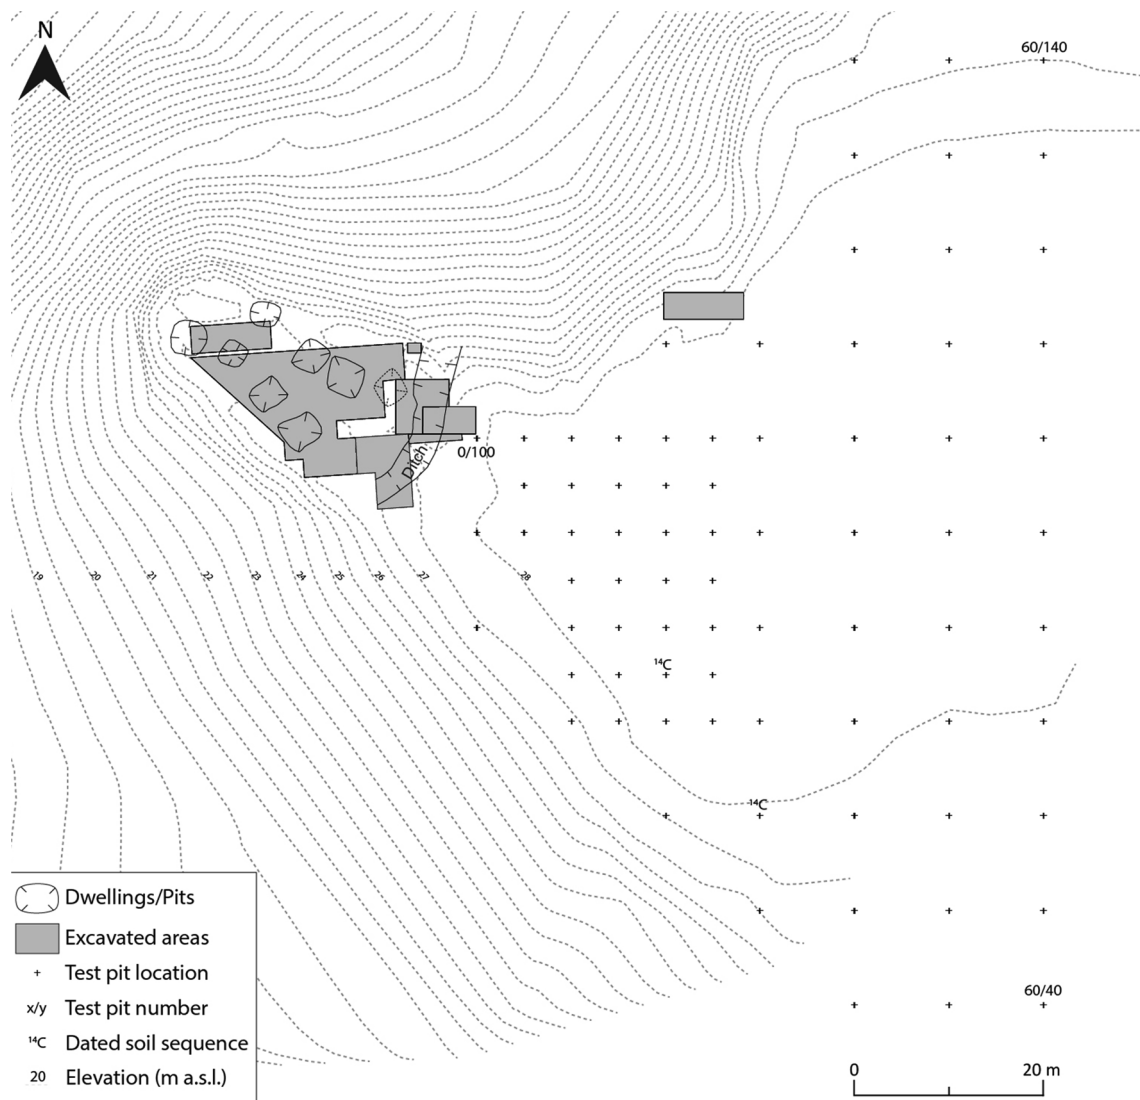 N
60/140
0/100
Ditch
19
20
21
22
23
24
25
26
27
28
¹⁴C
¹⁴C
60/40
Dwellings/Pits
Excavated areas
Test pit location
x/y Test pit number
¹⁴C Dated soil sequence
20 Elevation (m a.s.l.)
0 20 m